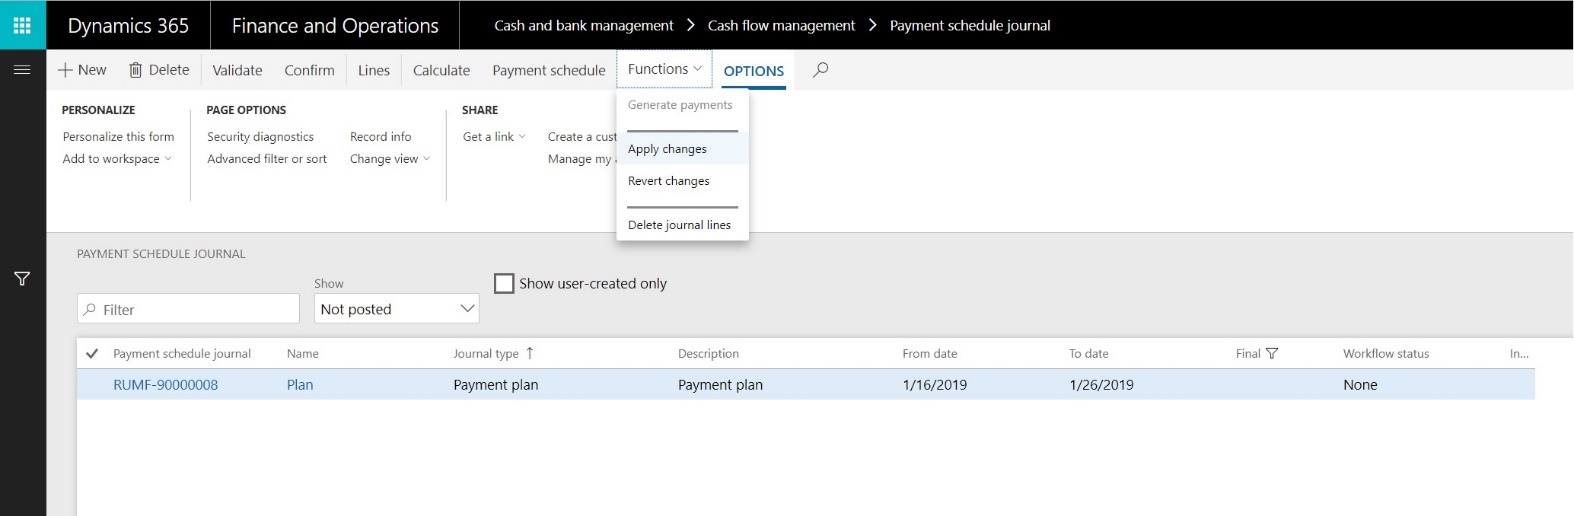 Dynamics 365 Finance and Operations Cash and bank management > Cash flow management > Payment schedule journal
New Delete Validate Confirm Lines Calculate Payment schedule Functions OPTIONS
Generate payments
Apply changes
Revert changes
Delete journal lines
PERSONALIZE
Personalize this form
Add to workspace
PAGE OPTIONS
Security diagnostics Record info
Advanced filter or sort Change view
SHARE
Get a link Create a cust
Manage my
PAYMENT SCHEDULE JOURNAL
Show
Filter Not posted Show user-created only
Payment schedule journal Name Journal type ↑ Description From date To date Final Workflow status In...
RUMF-90000008 Plan Payment plan Payment plan 1/16/2019 1/26/2019 None